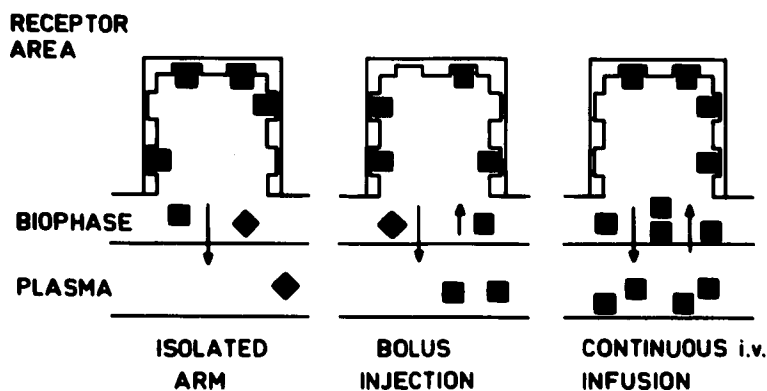 RECEPTOR
AREA
BIOPHASE
PLASMA
ISOLATED
ARM
BOLUS
INJECTION
CONTINUOUS i.v.
INFUSION